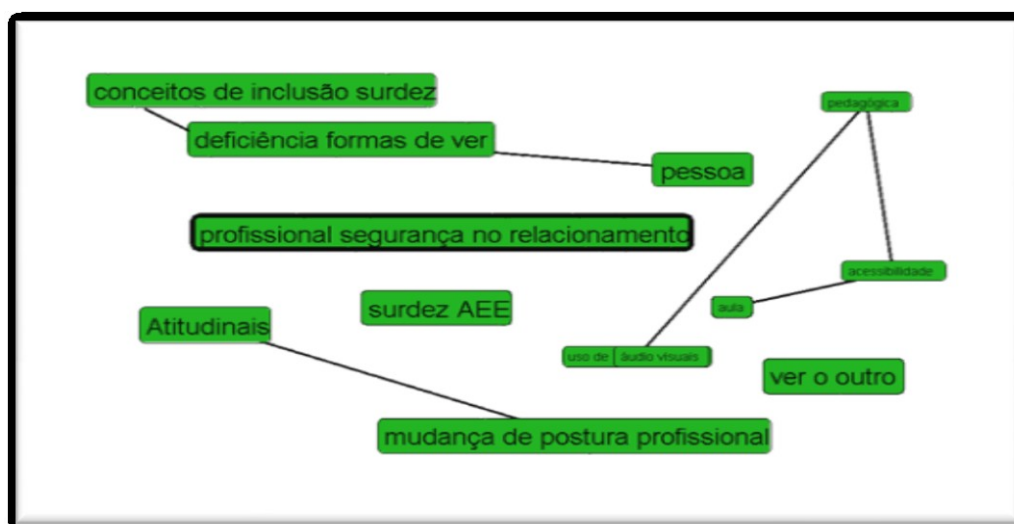 conceitos de inclusão surdez
pedagógica
deficiência formas de ver
pessoa
profissional segurança no relacionamento
acessibilidade
surdez AEE
aula
Atitudinais
uso de áudio visuais
ver o outro
mudança de postura profissional